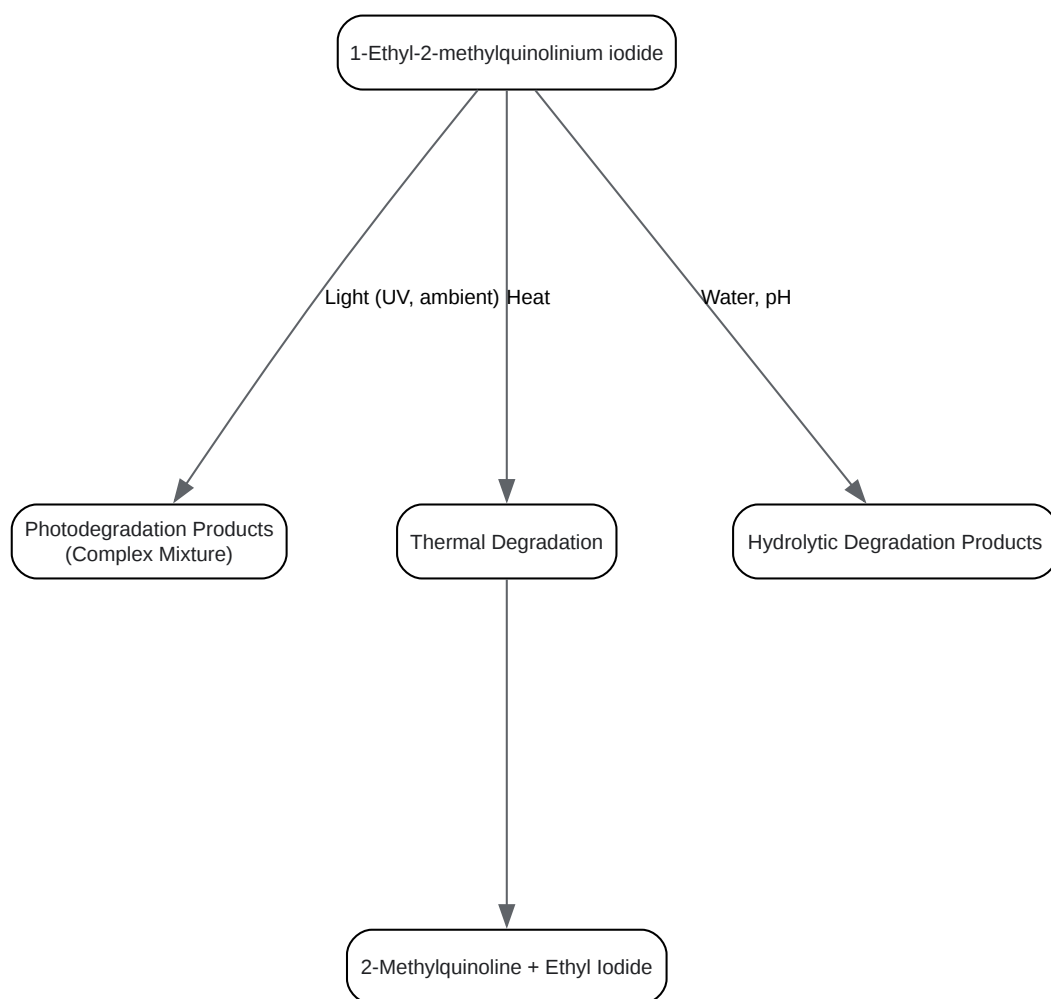 1-Ethyl-2-methylquinolinium iodide
Light (UV, ambient)
Heat
Water, pH
Photodegradation Products
(Complex Mixture)
Thermal Degradation
Hydrolytic Degradation Products
2-Methylquinoline + Ethyl Iodide